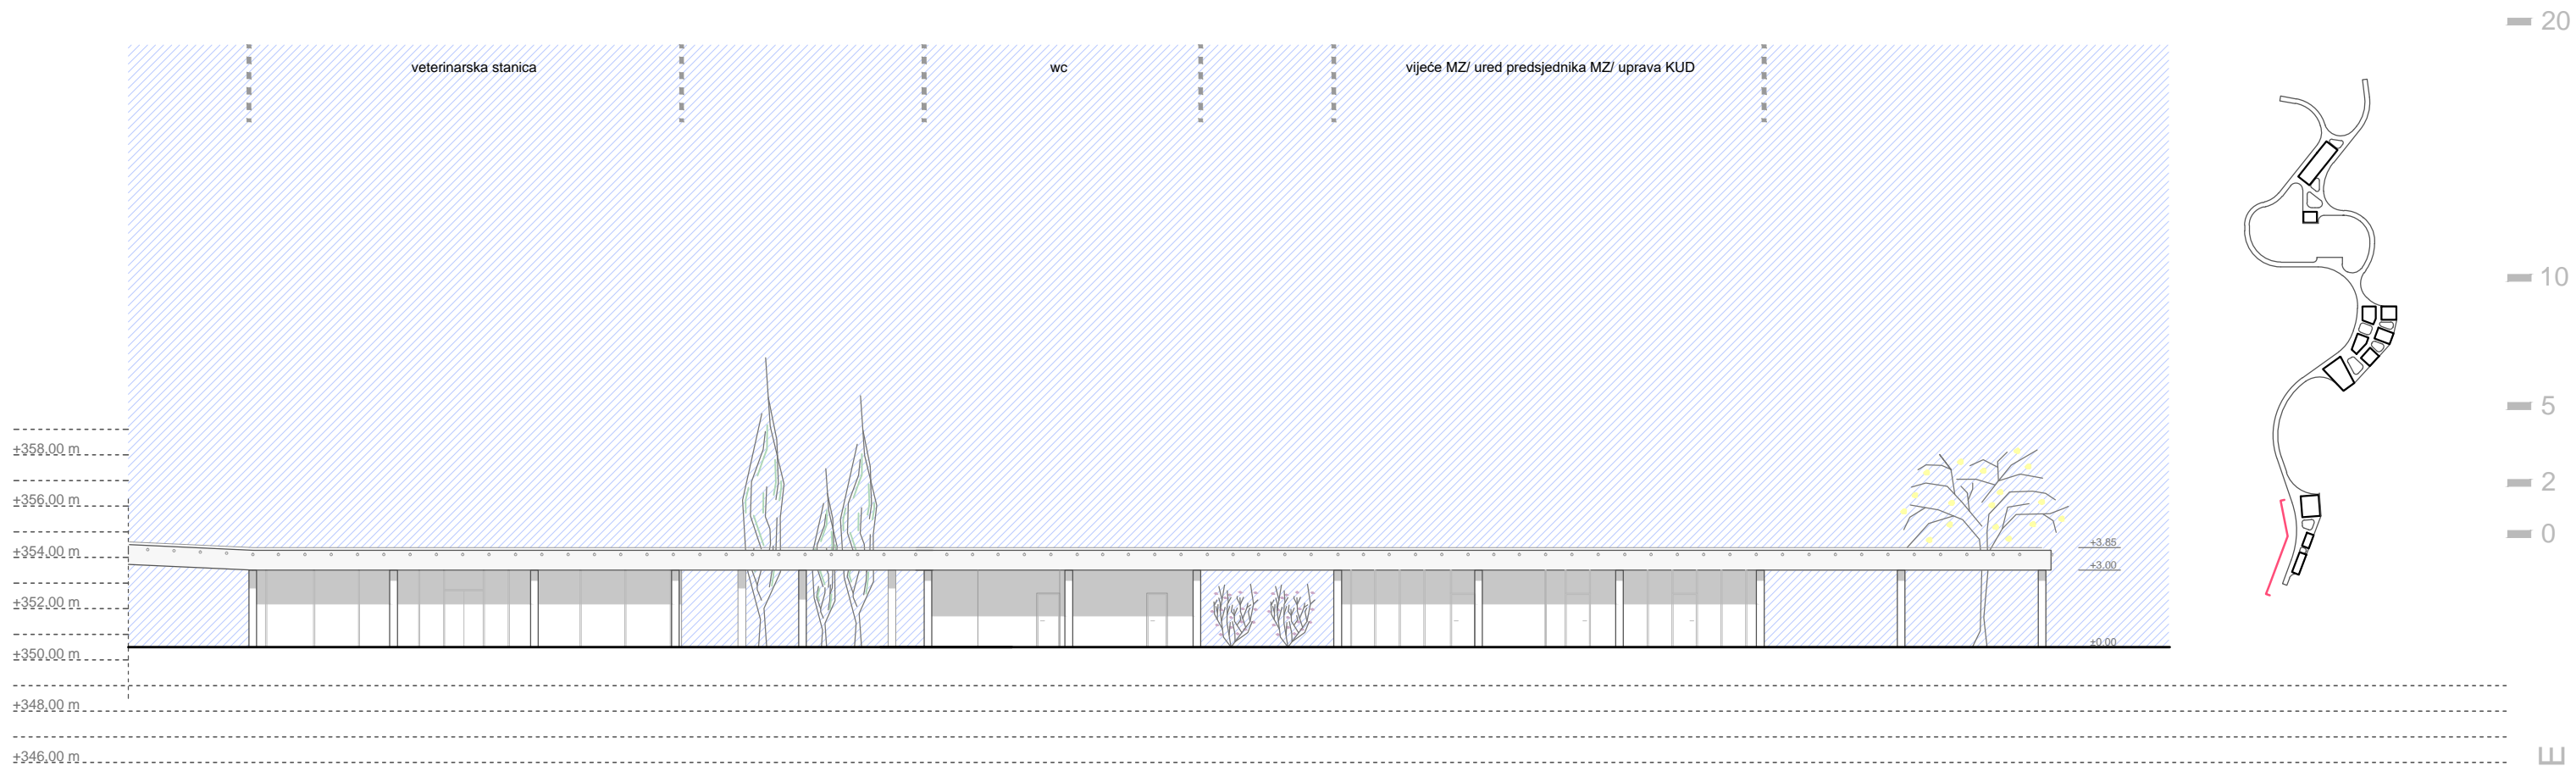 veterinarska stanica
wc
vijeće MZ/ ured predsjednika MZ/ uprava KUD
20
10
5
2
0
+358,00 m
+356,00 m
+354,00 m
+352,00 m
+350,00 m
+348,00 m
+346,00 m
+3.85
+3.00
±0.00
E